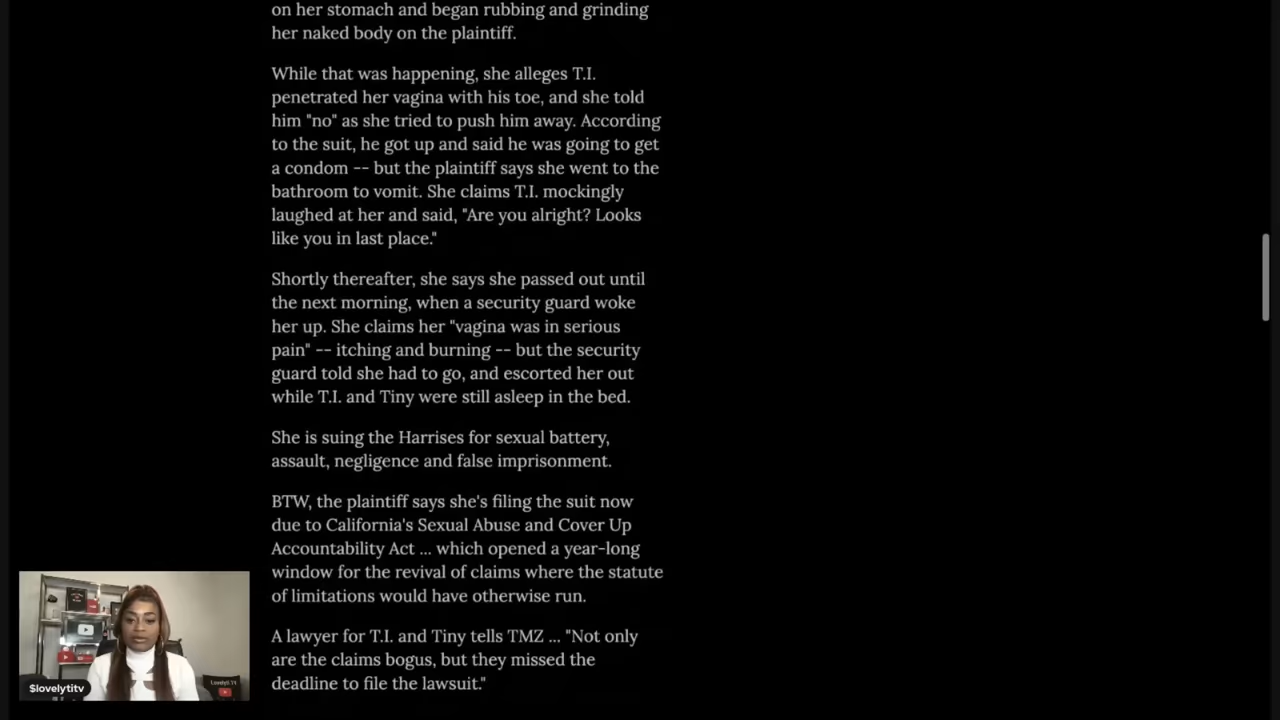 on her stomach and began rubbing and grinding
her naked body on the plaintiff.
While that was happening, she alleges T.I.
penetrated her vagina with his toe, and she told
him "no" as she tried to push him away. According
to the suit, he got up and said he was going to get
a condom -- but the plaintiff says she went to the
bathroom to vomit. She claims T.I. mockingly
laughed at her and said, "Are you alright? Looks
like you in last place."
Shortly thereafter, she says she passed out until
the next morning, when a security guard woke
her up. She claims her "vagina was in serious
pain" -- itching and burning -- but the security
guard told she had to go, and escorted her out
while T.I. and Tiny were still asleep in the bed.
She is suing the Harrises for sexual battery,
assault, negligence and false imprisonment.
BTW, the plaintiff says she's filing the suit now
due to California's Sexual Abuse and Cover Up
Accountability Act ... which opened a year-long
window for the revival of claims where the statute
of limitations would have otherwise run.
A lawyer for T.I. and Tiny tells TMZ ... "Not only
are the claims bogus, but they missed the
deadline to file the lawsuit."
$lovelytitv